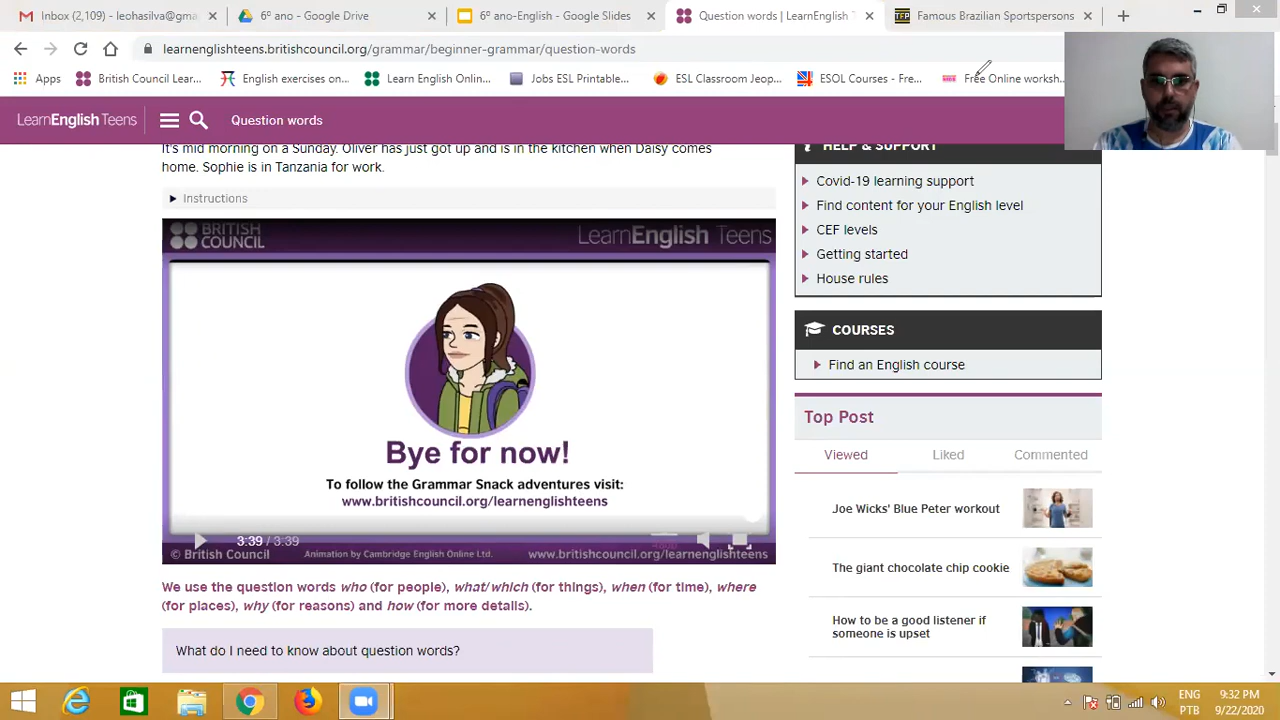 Inbox (2,109) - leohasilva@gma
6º ano - Google Drive
6º ano-English - Google Slides
Question words | LearnEnglish T
Famous Brazilian Sportspersons
learnenglishteens.britishcouncil.org/grammar/beginner-grammar/question-words
Apps
British Council Lear...
English exercises on...
Learn English Onlin...
Jobs ESL Printable...
ESL Classroom Jeop...
ESOL Courses - Fre...
Free Online worksh...
LearnEnglish Teens
Question words
It's mid morning on a Sunday. Oliver has just got up and is in the kitchen when Daisy comes
home. Sophie is in Tanzania for work.
Instructions
BRITISH
COUNCIL
LearnEnglish Teens
Bye for now!
To follow the Grammar Snack adventures visit:
www.britishcouncil.org/learnenglishteens
3:39 / 3:39
© British Council
Animation by Cambridge English Online Ltd.
www.britishcouncil.org/learnenglishteens
We use the question words who (for people), what/which (for things), when (for time), where
(for places), why (for reasons) and how (for more details).
What do I need to know about question words?
HELP & SUPPORT
Covid-19 learning support
Find content for your English level
CEF levels
Getting started
House rules
COURSES
Find an English course
Top Post
Viewed
Liked
Commented
Joe Wicks' Blue Peter workout
The giant chocolate chip cookie
How to be a good listener if
someone is upset
ENG
PTB
9:32 PM
9/22/2020